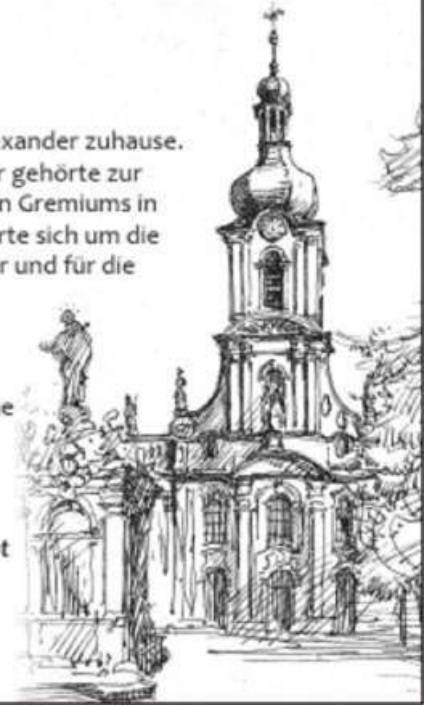 xander zuhause.
r gehörte zur
n Gremiums in
rte sich um die
r und für die
e
t